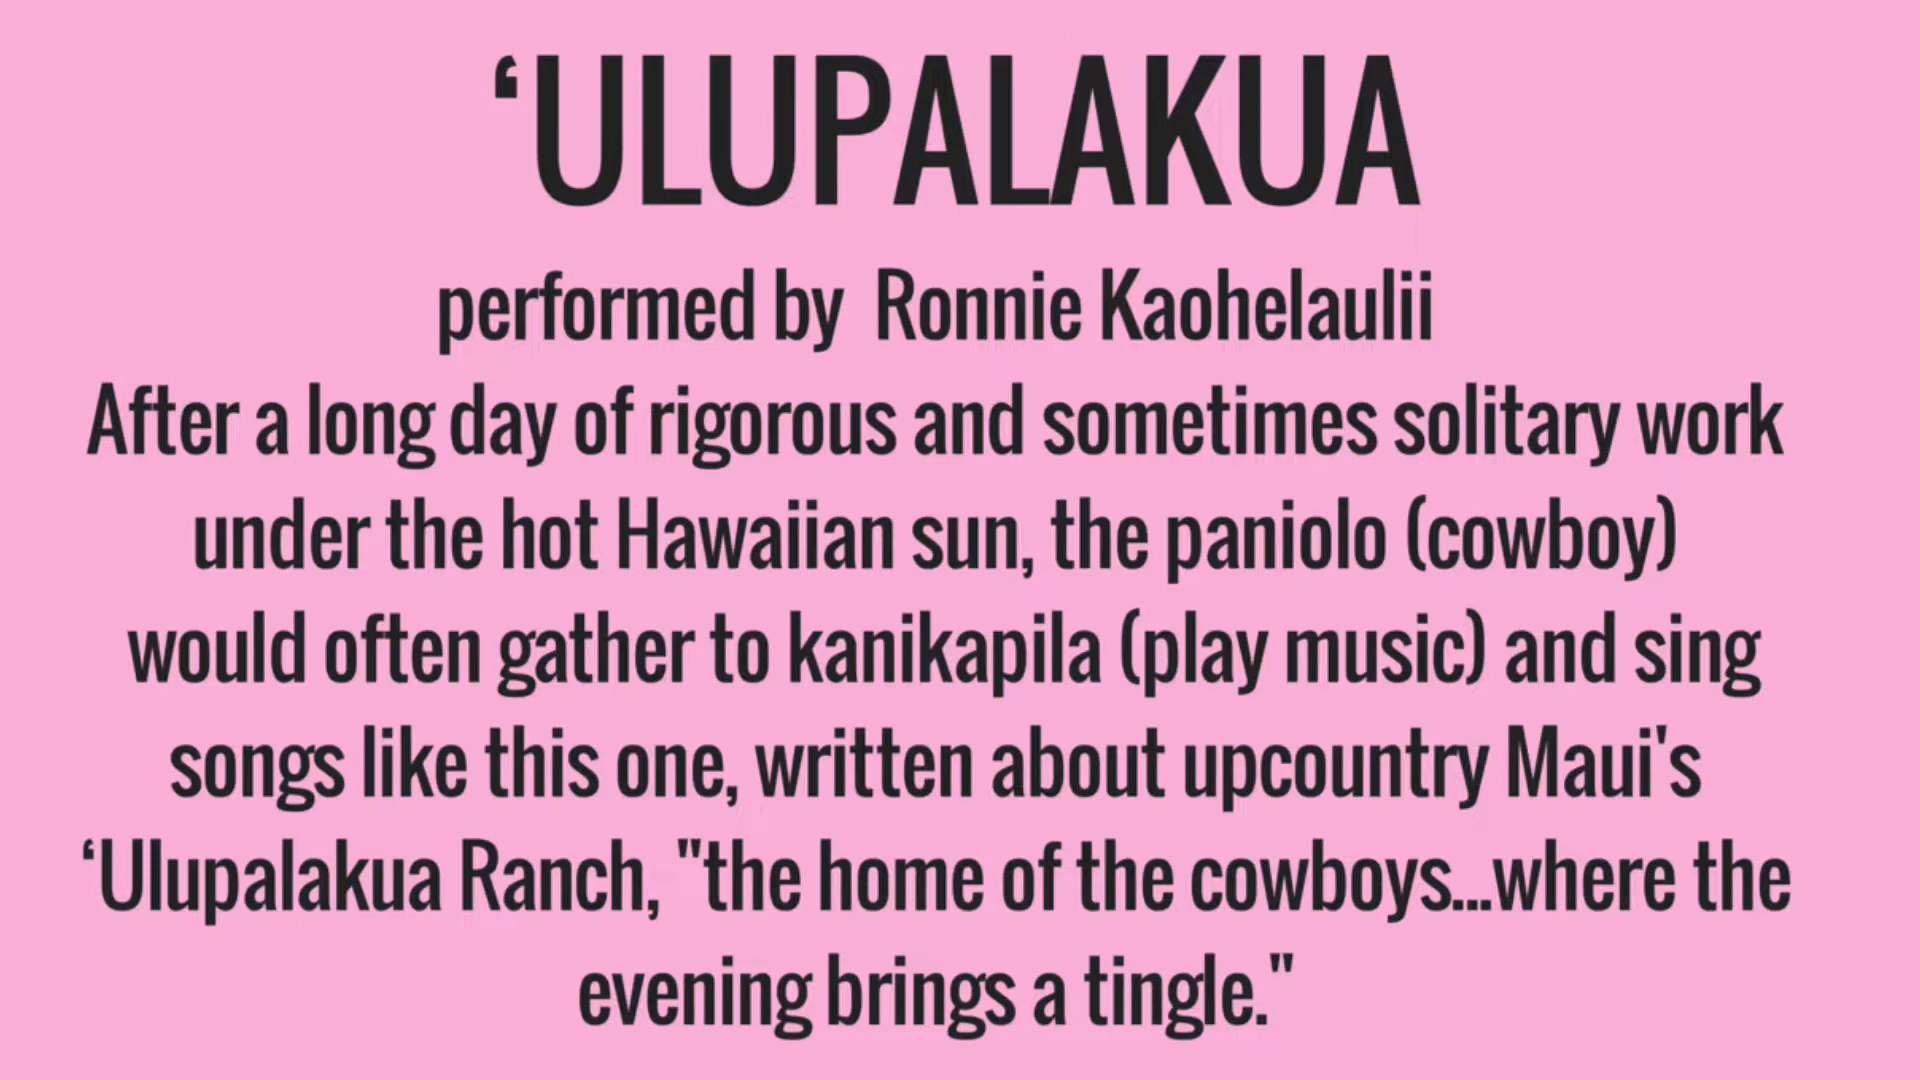 ‘ULUPALAKUA
performed by  Ronnie Kaohelaulii
After a long day of rigorous and sometimes solitary work
under the hot Hawaiian sun, the paniolo (cowboy)
would often gather to kanikapila (play music) and sing
songs like this one, written about upcountry Maui's
‘Ulupalakua Ranch, "the home of the cowboys...where the
evening brings a tingle."